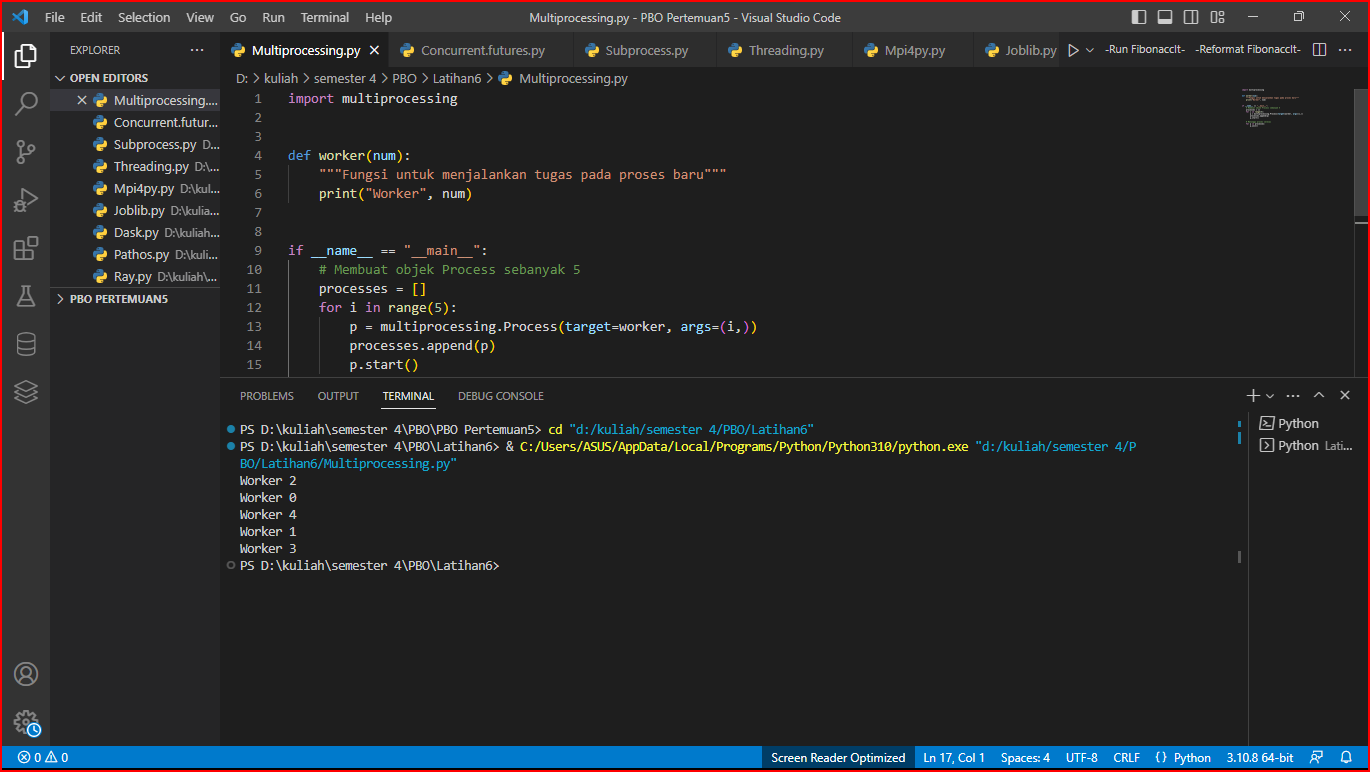 File Edit Selection View Go Run Terminal Help Multiprocessing.py - PBO Pertemuan5 - Visual Studio Code
EXPLORER
Multiprocessing.py Concurrent.futures.py Subprocess.py Threading.py Mpi4py.py Joblib.py -Run FibonaccIt- -Reformat FibonaccIt-
OPEN EDITORS
Multiprocessing....
Concurrent.futur...
Subprocess.py D...
Threading.py D:\...
Mpi4py.py D:\kul...
Joblib.py D:\kulia...
Dask.py D:\kuliah...
Pathos.py D:\kuli...
Ray.py D:\kuliah\...
PBO PERTEMUAN5
D: > kuliah > semester 4 > PBO > Latihan6 > Multiprocessing.py
1 import multiprocessing
2
3
4 def worker(num):
5 """Fungsi untuk menjalankan tugas pada proses baru"""
6 print("Worker", num)
7
8
9 if __name__ == "__main__":
10 # Membuat objek Process sebanyak 5
11 processes = []
12 for i in range(5):
13 p = multiprocessing.Process(target=worker, args=(i,))
14 processes.append(p)
15 p.start()
PROBLEMS OUTPUT TERMINAL DEBUG CONSOLE
PS D:\kuliah\semester 4\PBO\PBO Pertemuan5> cd "d:/kuliah/semester 4/PBO/Latihan6"
PS D:\kuliah\semester 4\PBO\Latihan6> & C:/Users/ASUS/AppData/Local/Programs/Python/Python310/python.exe "d:/kuliah/semester 4/P
BO/Latihan6/Multiprocessing.py"
Worker 2
Worker 0
Worker 4
Worker 1
Worker 3
PS D:\kuliah\semester 4\PBO\Latihan6>
Python
Python Lati...
0 0 Screen Reader Optimized Ln 17, Col 1 Spaces: 4 UTF-8 CRLF {} Python 3.10.8 64-bit